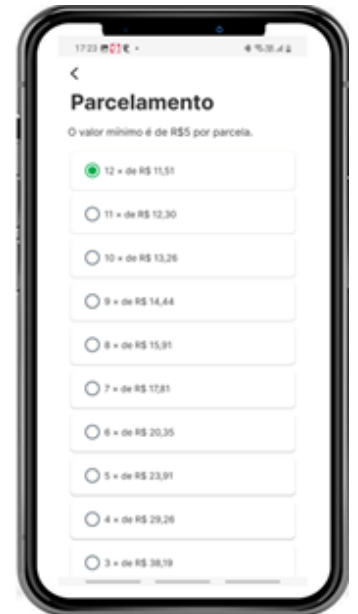 17:23
Parcelamento
O valor mínimo é de R$5 por parcela.
12 × de R$ 11,51
11 × de R$ 12,30
10 × de R$ 13,26
9 × de R$ 14,44
8 × de R$ 15,91
7 × de R$ 17,81
6 × de R$ 20,35
5 × de R$ 23,91
4 × de R$ 29,26
3 × de R$ 38,19